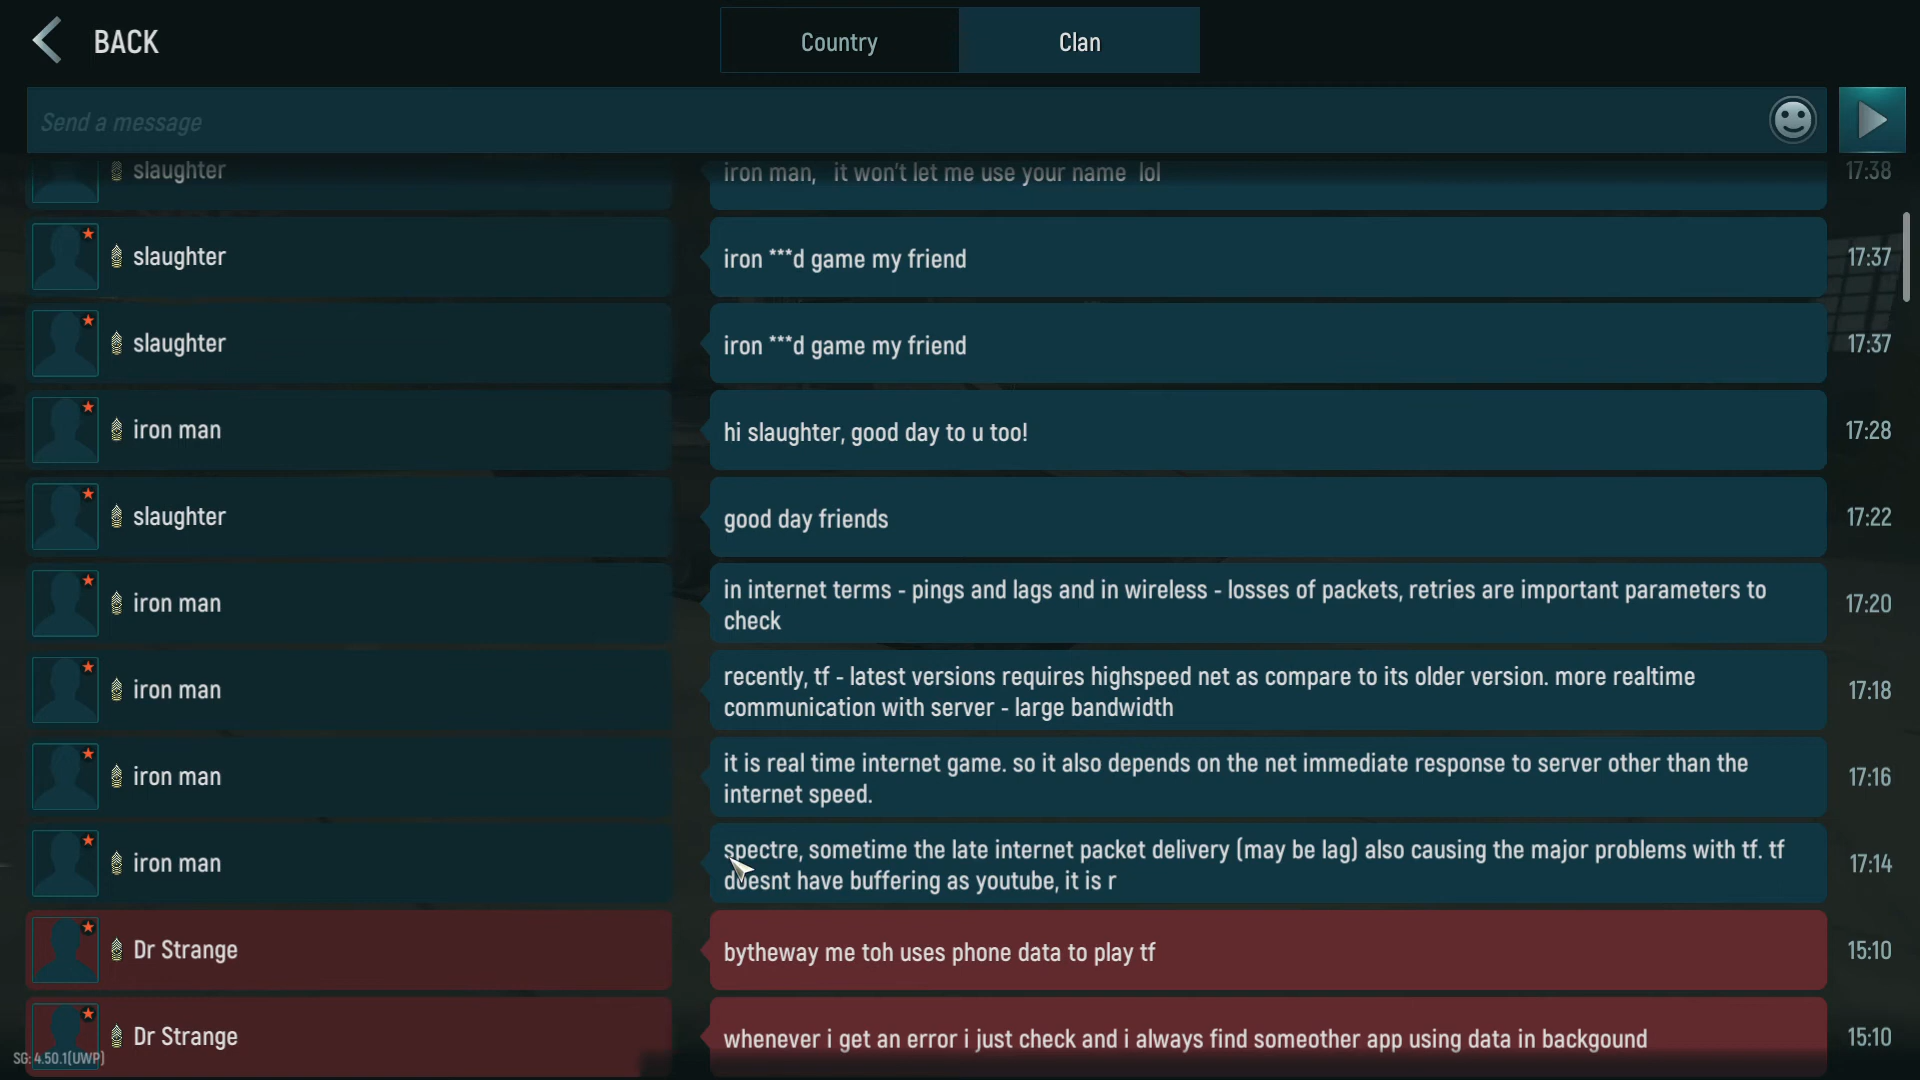 BACK
Country
Clan
Send a message
slaughter
iron man, it won't let me use your name lol
17:38
slaughter
iron ***d game my friend
17:37
slaughter
iron ***d game my friend
17:37
iron man
hi slaughter, good day to u too!
17:28
slaughter
good day friends
17:22
iron man
in internet terms - pings and lags and in wireless - losses of packets, retries are important parameters to
check
17:20
iron man
recently, tf - latest versions requires highspeed net as compare to its older version. more realtime
communication with server - large bandwidth
17:18
iron man
it is real time internet game. so it also depends on the net immediate response to server other than the
internet speed.
17:16
iron man
spectre, sometime the late internet packet delivery (may be lag) also causing the major problems with tf. tf
doesnt have buffering as youtube, it is r
17:14
Dr Strange
bytheway me toh uses phone data to play tf
15:10
Dr Strange
whenever i get an error i just check and i always find someother app using data in backgound
15:10
SG: 4.50.1(UWP)